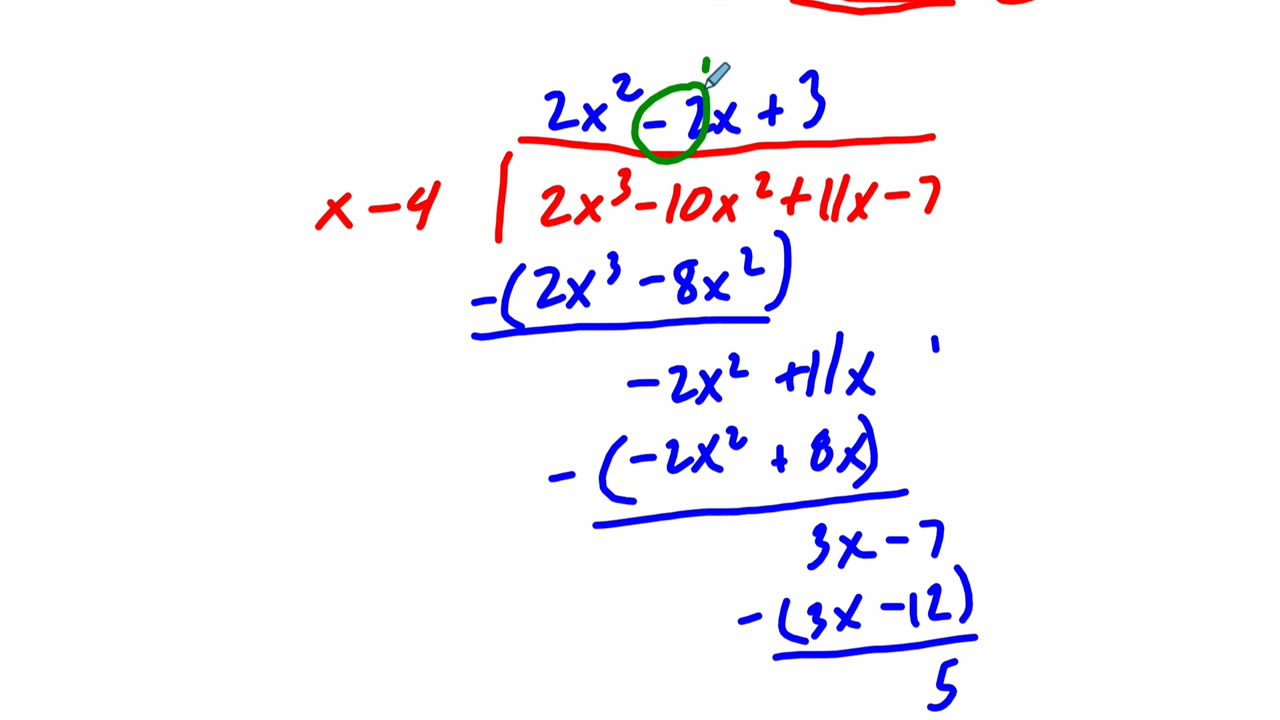 2x² - 2x + 3
x - 4 | 2x³ - 10x² + 11x - 7
-(2x³ - 8x²)
-2x² + 11x
-(-2x² + 8x)
3x - 7
-(3x - 12)
5